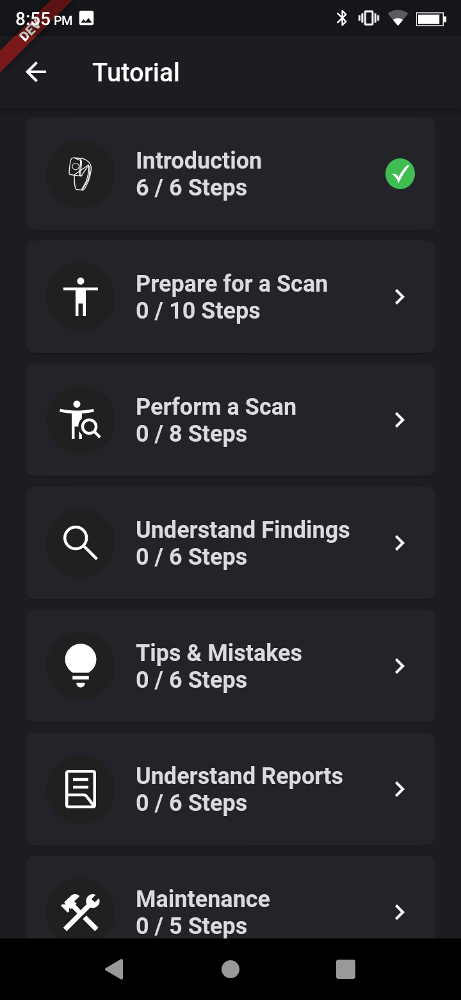 8:55 PM
DEV
Tutorial
Introduction
6 / 6 Steps
Prepare for a Scan
0 / 10 Steps
Perform a Scan
0 / 8 Steps
Understand Findings
0 / 6 Steps
Tips & Mistakes
0 / 6 Steps
Understand Reports
0 / 6 Steps
Maintenance
0 / 5 Steps